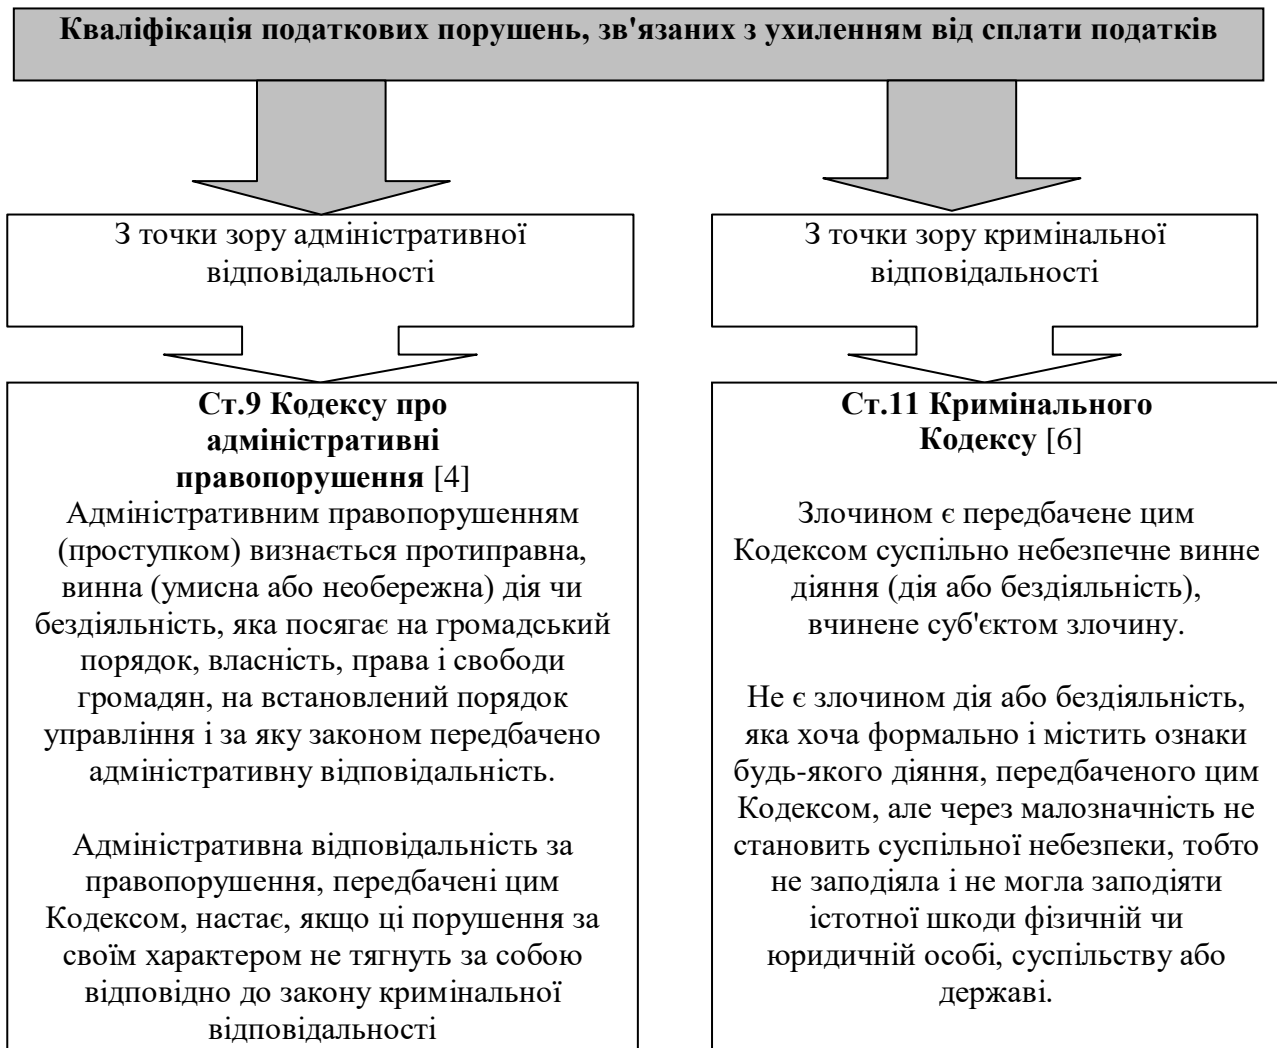 Кваліфікація податкових порушень, зв'язаних з ухиленням від сплати податків
З точки зору адміністративної
відповідальності
З точки зору кримінальної
відповідальності
Ст.9 Кодексу про
адміністративні
правопорушення [4]
Адміністративним правопорушенням
(проступком) визнається протиправна,
винна (умисна або необережна) дія чи
бездіяльність, яка посягає на громадський
порядок, власність, права і свободи
громадян, на встановлений порядок
управління і за яку законом передбачено
адміністративну відповідальність.
Адміністративна відповідальність за
правопорушення, передбачені цим
Кодексом, настає, якщо ці порушення за
своїм характером не тягнуть за собою
відповідно до закону кримінальної
відповідальності
Ст.11 Кримінального
Кодексу [6]
Злочином є передбачене цим
Кодексом суспільно небезпечне винне
діяння (дія або бездіяльність),
вчинене суб'єктом злочину.
Не є злочином дія або бездіяльність,
яка хоча формально і містить ознаки
будь-якого діяння, передбаченого цим
Кодексом, але через малозначність не
становить суспільної небезпеки, тобто
не заподіяла і не могла заподіяти
істотної шкоди фізичній чи
юридичній особі, суспільству або
державі.